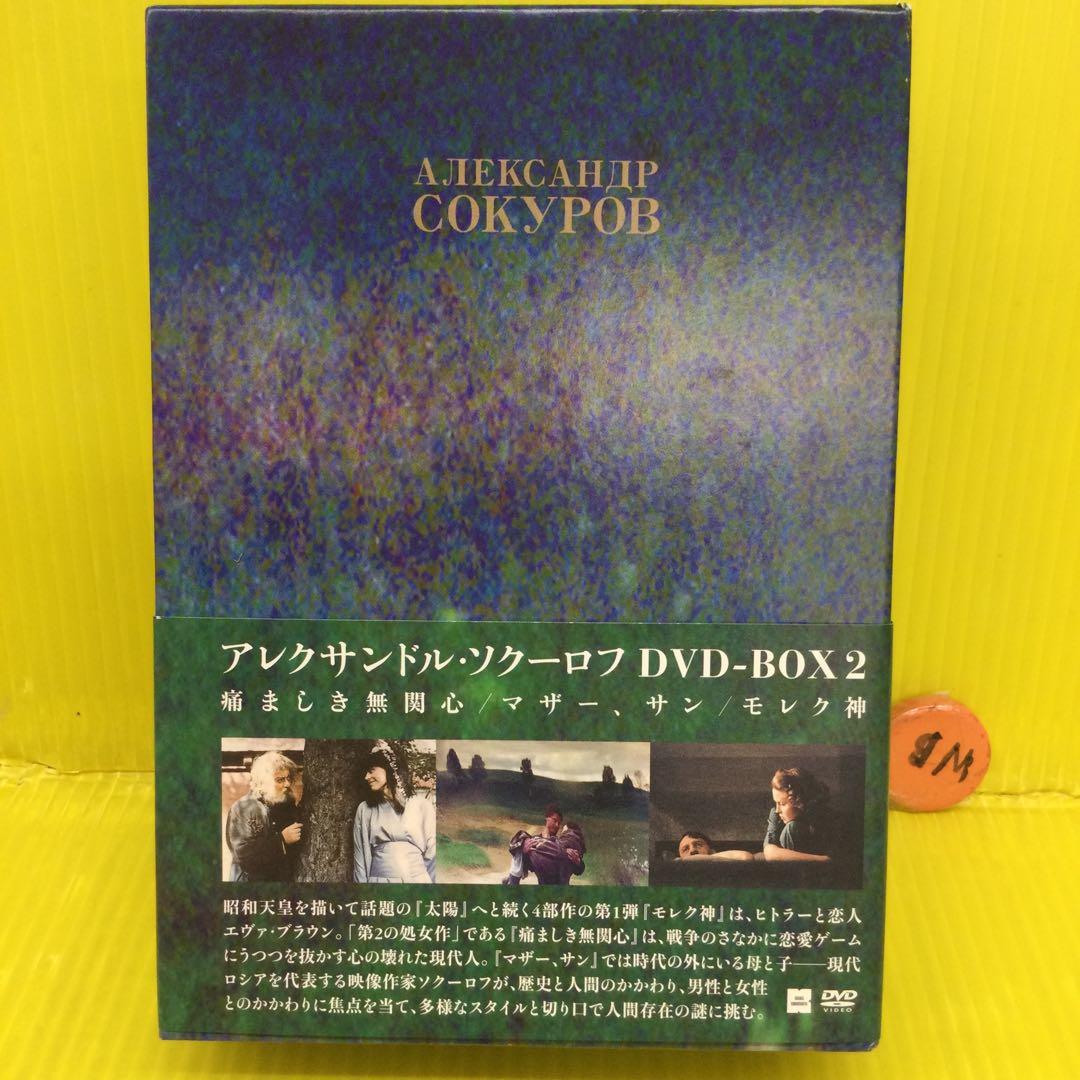 АЛЕКСАНДР
СОКУРОВ
アレクサンドル・ソクーロフ DVD-BOX 2
痛ましき無関心/マザー、サン/モレク神
昭和天皇を描いて話題の『太陽』へと続く4部作の第1弾『モレク神』は、ヒトラーと恋人
エヴァ・ブラウン。「第2の処女作」である『痛ましき無関心』は、戦争のさなかに恋愛ゲーム
にうつつを抜かす心の壊れた現代人。『マザー、サン』では時代の外にいる母と子――現代
ロシアを代表する映像作家ソクーロフが、歴史と人間のかかわり、男性と女性
とのかかわりに焦点を当て、多様なスタイルと切り口で人間存在の謎に挑む。
DVD
VIDEO